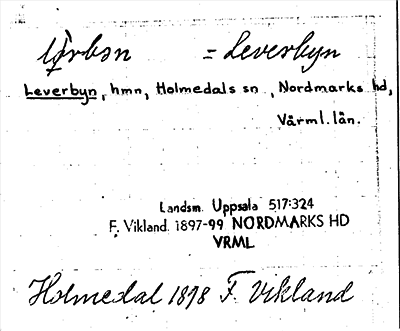 = Leverbyn
Leverbyn, hmn, Holmedals sn, Nordmarks hd,
Värml. län.
Landsm. Uppsala 517:324
F. Vikland. 1897-99 NORDMARKS HD
VRML
Holmedal 1898 F. Vikland